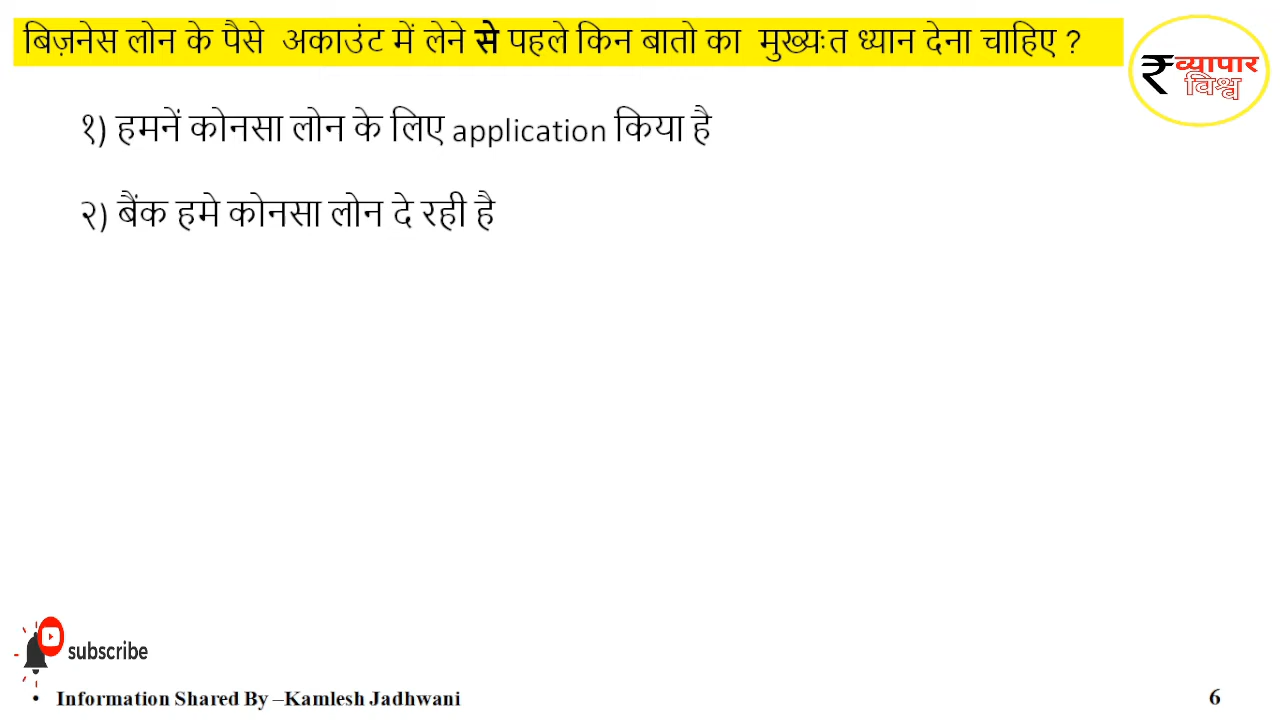 बिज़नेस लोन के पैसे अकाउंट में लेने से पहले किन बातो का मुख्यःत ध्यान देना चाहिए ?
₹व्यापार
विश्व
१) हमनें कोनसा लोन के लिए application किया है
२) बैंक हमे कोनसा लोन दे रही है
subscribe
• Information Shared By –Kamlesh Jadhwani
6